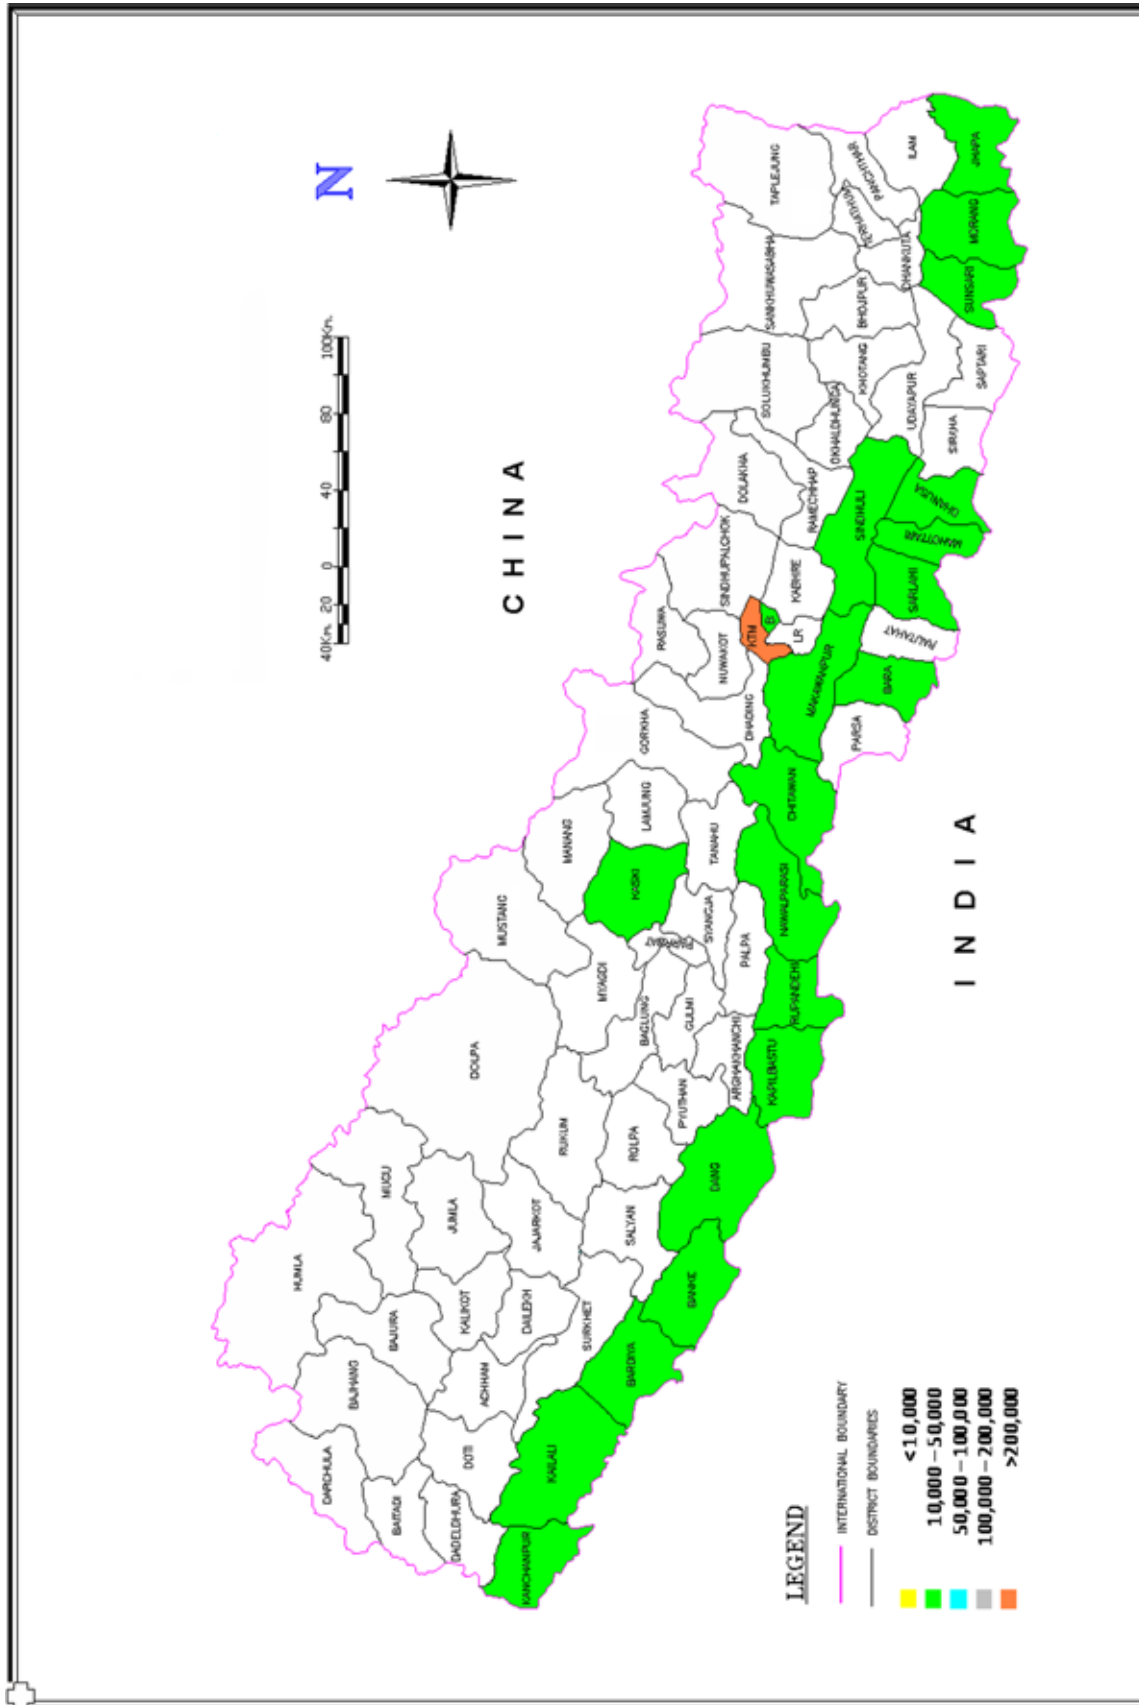 N
40Km. 20 0 40 80 100Km.
CHINA
INDIA
DARCHULA
BAJHANG
HUMLA
BAITADI
BAJURA
MUGU
DADELDHURA
DOTI
ACHHAM
KALIKOT
JUMLA
DOLPA
MUSTANG
KANCHANPUR
KAILALI
DAILEKH
JAJARKOT
RUKUM
MYAGDI
MANANG
SURKHET
SALYAN
ROLPA
BAGLUNG
KASKI
LAMJUNG
GORKHA
BARDIYA
BANKE
DANG
PYUTHAN
GULMI
SYANGJA
TANAHU
ARGHAKHANCHI
PALPA
DHADING
NUWAKOT
RASUWA
SINDHUPALCHOK
DOLAKHA
SOLUKHUMBU
SANKHUWASABHA
TAPLEJUNG
KAPILBASTU
RUPANDEHI
NAWALPARASI
CHITAWAN
MAKAWANPUR
KTM
B
LR
KABHRE
RAMECHHAP
OKHALDHUNGA
KHOTANG
BHOJPUR
DHANKUTA
PANCHTHAR
ILAM
PARSA
BARA
RAUTAHAT
SARLAHI
SINDHULI
MAHOTTARI
DHANUSA
UDAYAPUR
SIRAHA
SAPTARI
SUNSARI
MORANG
JHAPA
LEGEND
INTERNATIONAL BOUNDARY
DISTRICT BOUNDARIES
<10,000
10,000 – 50,000
50,000 – 100,000
100,000 – 200,000
>200,000